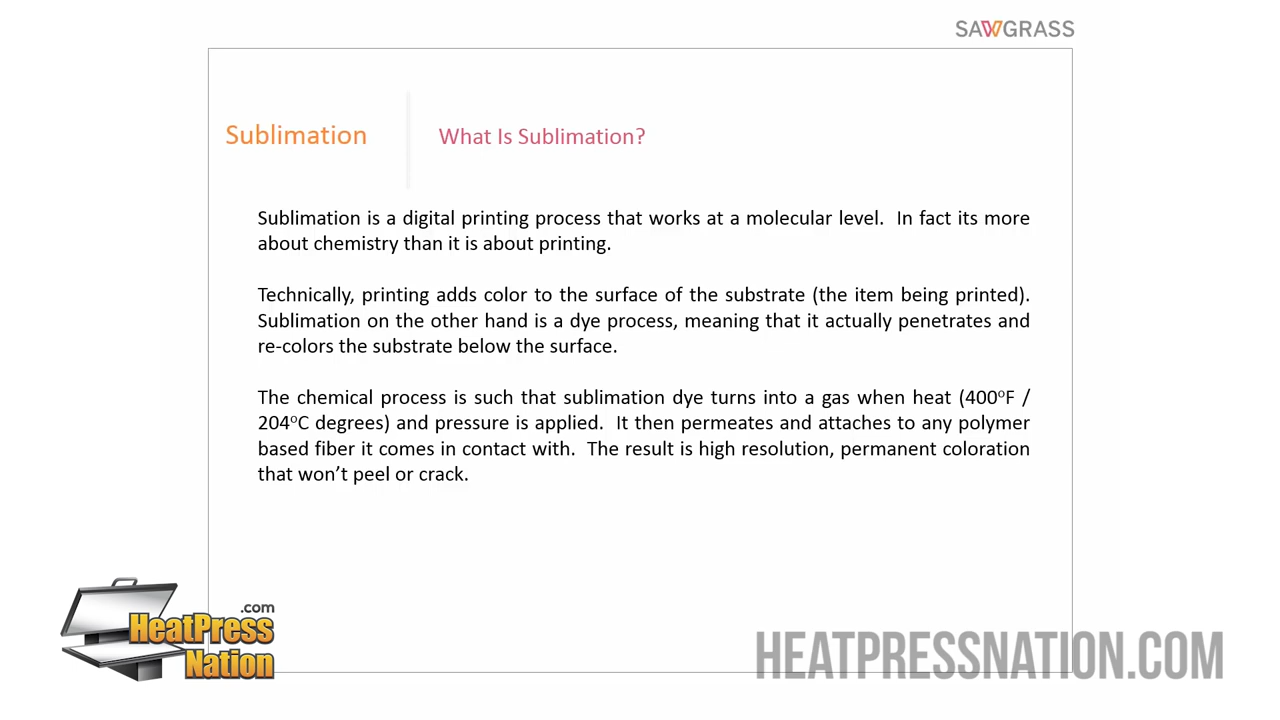 SAWGRASS
Sublimation
What Is Sublimation?
Sublimation is a digital printing process that works at a molecular level.  In fact its more
about chemistry than it is about printing.
Technically, printing adds color to the surface of the substrate (the item being printed).
Sublimation on the other hand is a dye process, meaning that it actually penetrates and
re-colors the substrate below the surface.
The chemical process is such that sublimation dye turns into a gas when heat (400ºF /
204ºC degrees) and pressure is applied.  It then permeates and attaches to any polymer
based fiber it comes in contact with.  The result is high resolution, permanent coloration
that won’t peel or crack.
.com
HeatPress
Nation
HEATPRESSNATION.COM